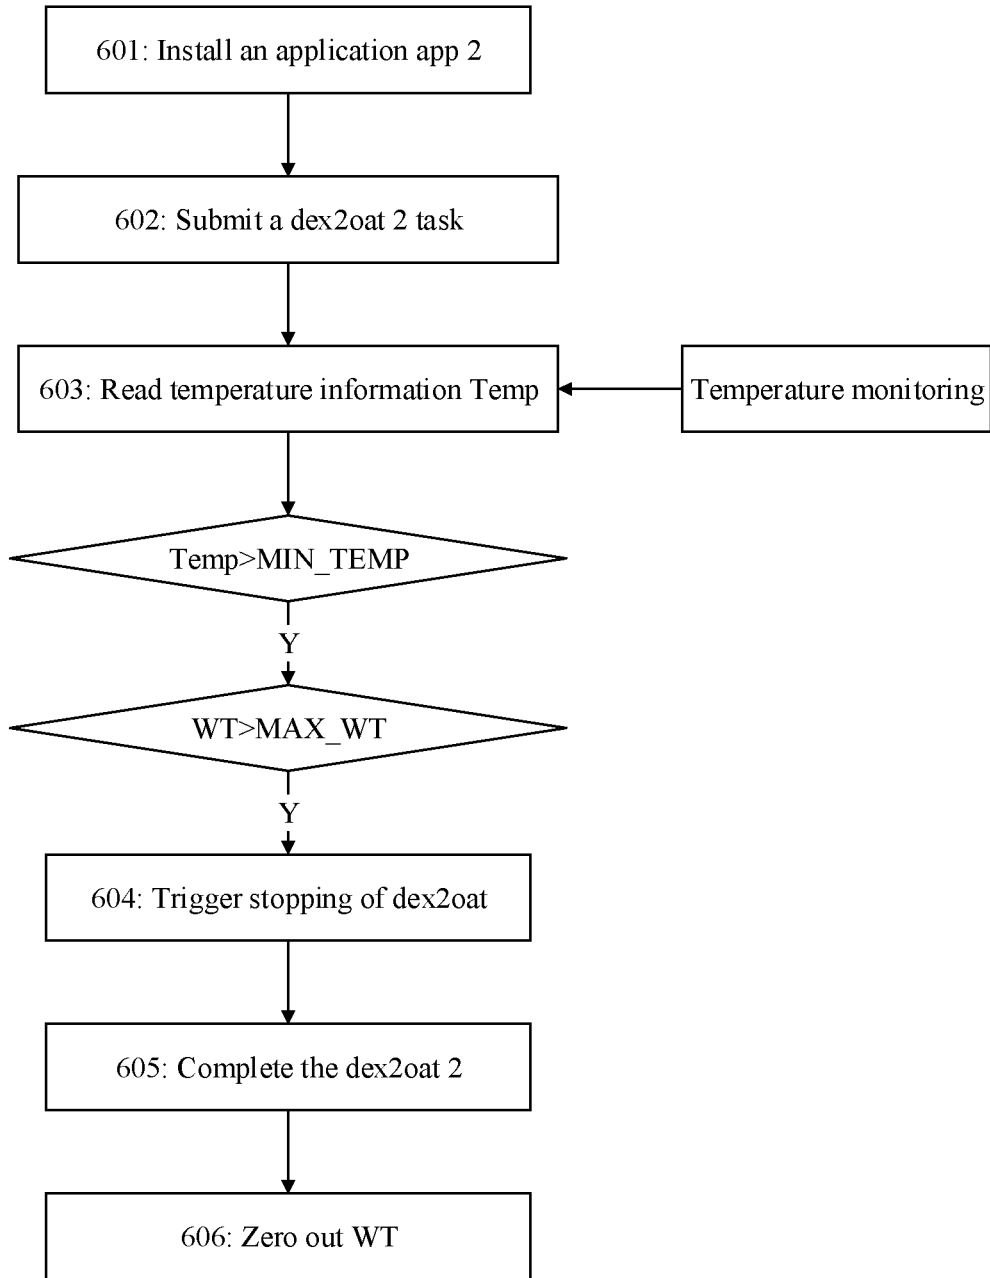 601: Install an application app 2
602: Submit a dex2oat 2 task
603: Read temperature information Temp
Temperature monitoring
Temp>MIN_TEMP
Y
WT>MAX_WT
Y
604: Trigger stopping of dex2oat
605: Complete the dex2oat 2
606: Zero out WT